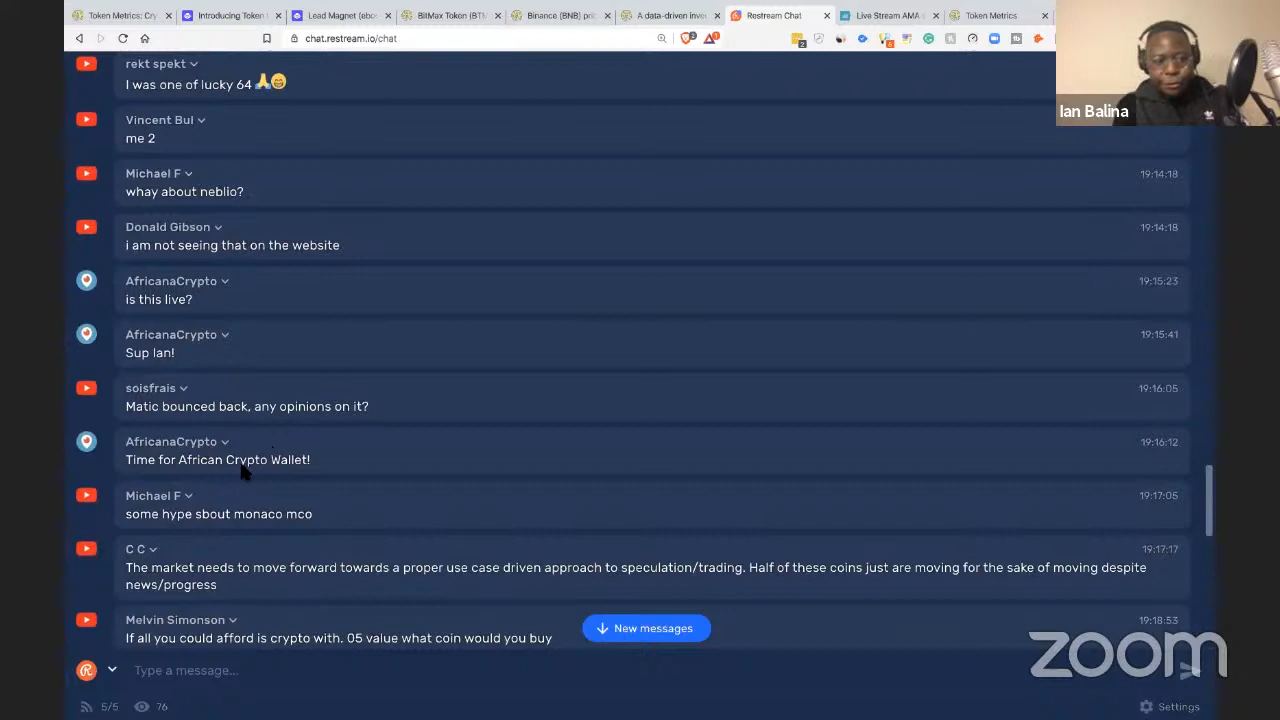 Token Metrics: Cry
Introducing Token
Lead Magnet (ebo
BitMax Token (BTM
Binance (BNB) pri
A data-driven inve
Restream Chat
Live Stream AMA
Token Metrics
chat.restream.io/chat
Ian Balina
rekt spekt
I was one of lucky 64 🙏😁
Vincent Bul
me 2
Michael F 19:14:18
whay about neblio?
Donald Gibson 19:14:18
i am not seeing that on the website
AfricanaCrypto 19:15:23
is this live?
AfricanaCrypto 19:15:41
Sup Ian!
soisfrais 19:16:05
Matic bounced back, any opinions on it?
AfricanaCrypto 19:16:12
Time for African Crypto Wallet!
Michael F 19:17:05
some hype sbout monaco mco
C C 19:17:17
The market needs to move forward towards a proper use case driven approach to speculation/trading. Half of these coins just are moving for the sake of moving despite
news/progress
Melvin Simonson 19:18:53
If all you could afford is crypto with. 05 value what coin would you buy
New messages
zoom
Type a message...
5/5 76 Settings